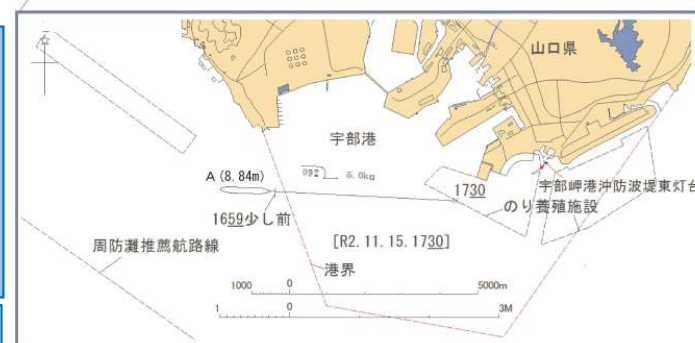 山口県
宇部港
A (8.84m)
092 6.0kn
1730
宇部岬港沖防波堤東灯台
のり養殖施設
1659少し前
周防灘推薦航路線
[R2.11.15.1730]
港界
1000 0 5000m
1 0 3M